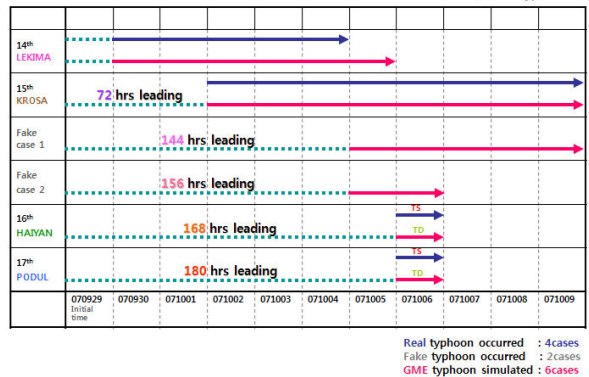 14th
LEKIMA
15th
KROSA
72 hrs leading
Fake
case 1
144 hrs leading
Fake
case 2
156 hrs leading
16th
HAIYAN
TS
168 hrs leading
TD
17th
PODUL
TS
180 hrs leading
TD
070929 070930 071001 071002 071003 071004 071005 071006 071007 071008 071009
Initial
time
Real typhoon occurred : 4cases
Fake typhoon occurred : 2cases
GME typhoon simulated : 6cases